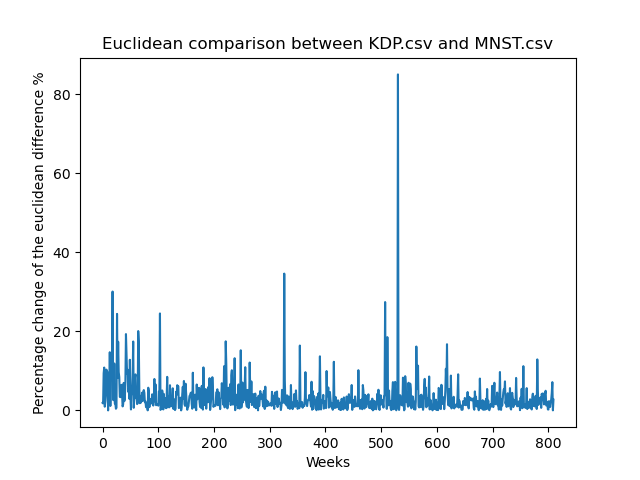 Euclidean comparison between KDP.csv and MNST.csv
Percentage change of the euclidean difference %
80
60
40
20
0
0 100 200 300 400 500 600 700 800
Weeks